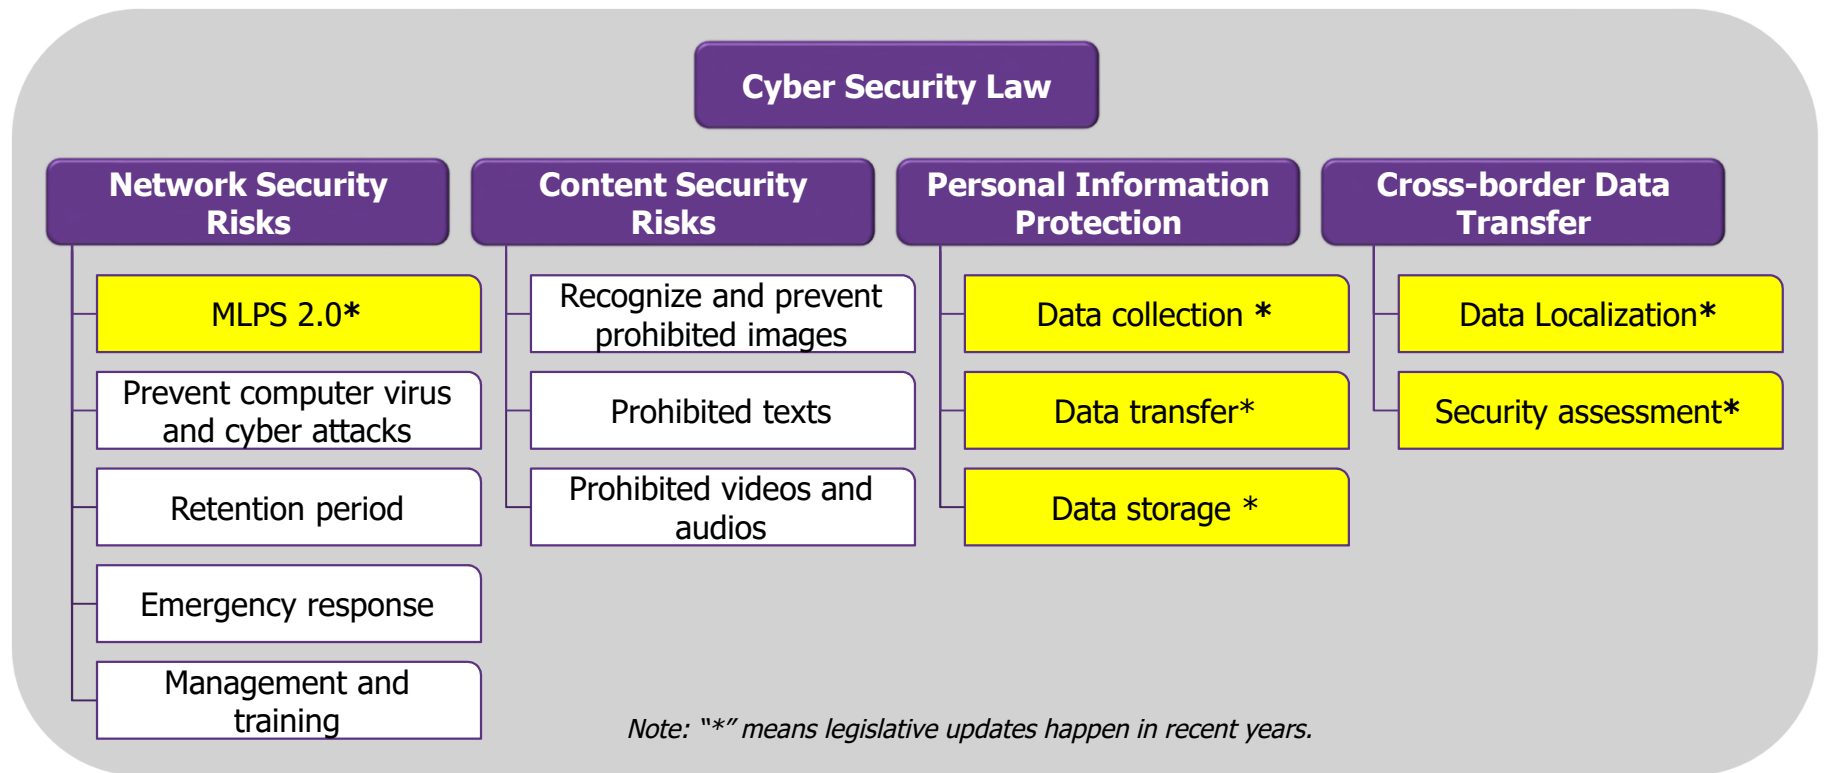 Cyber Security Law
Network Security
Risks
MLPS 2.0*
Prevent computer virus
and cyber attacks
Retention period
Emergency response
Management and
training
Content Security
Risks
Recognize and prevent
prohibited images
Prohibited texts
Prohibited videos and
audios
Personal Information
Protection
Data collection *
Data transfer*
Data storage *
Cross-border Data
Transfer
Data Localization*
Security assessment*
Note: “*” means legislative updates happen in recent years.